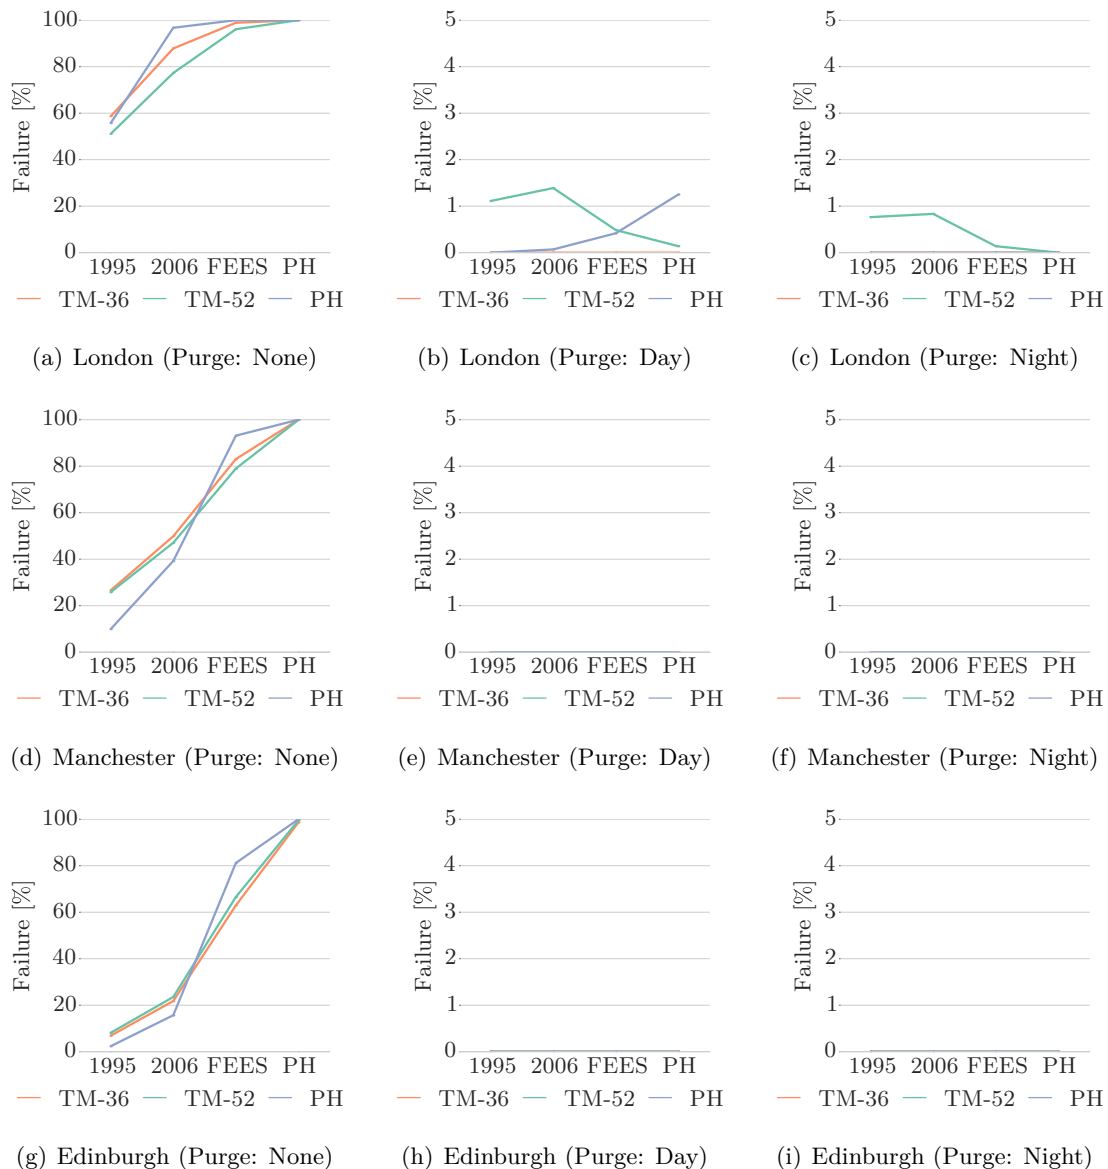 100
80
60
40
20
0
Failure [%]
1995 2006 FEES PH
TM-36 TM-52 PH
(a) London (Purge: None)
5
4
3
2
1
0
Failure [%]
1995 2006 FEES PH
TM-36 TM-52 PH
(b) London (Purge: Day)
5
4
3
2
1
0
Failure [%]
1995 2006 FEES PH
TM-36 TM-52 PH
(c) London (Purge: Night)
100
80
60
40
20
0
Failure [%]
1995 2006 FEES PH
TM-36 TM-52 PH
(d) Manchester (Purge: None)
5
4
3
2
1
0
Failure [%]
1995 2006 FEES PH
TM-36 TM-52 PH
(e) Manchester (Purge: Day)
5
4
3
2
1
0
Failure [%]
1995 2006 FEES PH
TM-36 TM-52 PH
(f) Manchester (Purge: Night)
100
80
60
40
20
0
Failure [%]
1995 2006 FEES PH
TM-36 TM-52 PH
(g) Edinburgh (Purge: None)
5
4
3
2
1
0
Failure [%]
1995 2006 FEES PH
TM-36 TM-52 PH
(h) Edinburgh (Purge: Day)
5
4
3
2
1
0
Failure [%]
1995 2006 FEES PH
TM-36 TM-52 PH
(i) Edinburgh (Purge: Night)